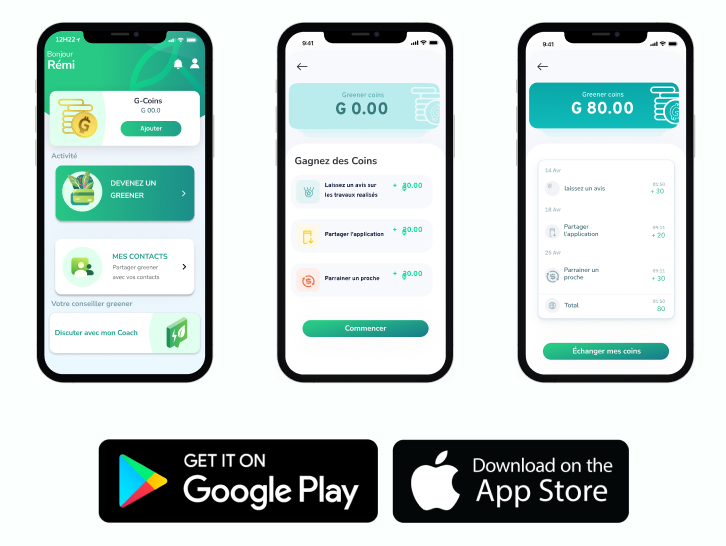 12H22
Bonjour
Rémi
G-Coins
G 00.0
Ajouter
Activité
DEVENEZ UN
GREENER
MES CONTACTS
Partager greener
avec vos contacts
Votre conseiller greener
Discuter avec mon Coach
9:41
Greener coins
G 0.00
Gagnez des Coins
Laissez un avis sur
les travaux realisés
+ 30.00
Partager l'application
+ 20.00
Parrainer un proche
+ 30.00
Commencer
9:41
Greener coins
G 80.00
14 Avr
laissez un avis
+ 30
18 Avr
Partager
l'application
+ 20
25 Avr
Parrainer un
proche
+ 30
Total
80
Échanger mes coins
GET IT ON
Google Play
Download on the
App Store